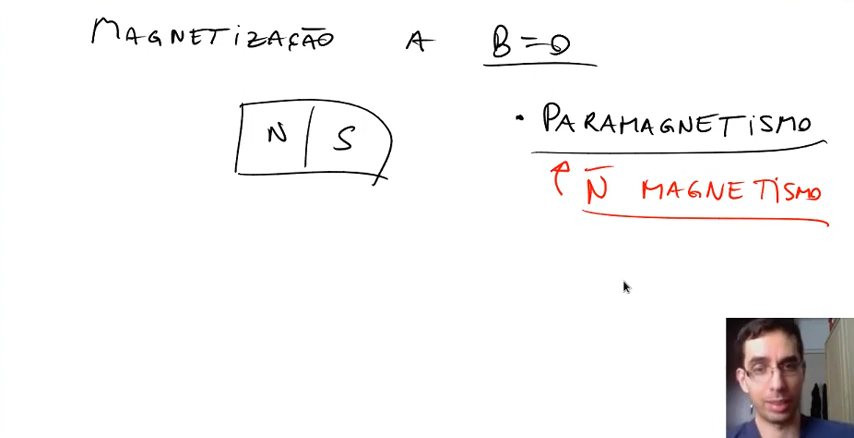 MAGNETIZAÇÃO A B=0
N S
• PARAMAGNETISMO
N̄ MAGNETISMO